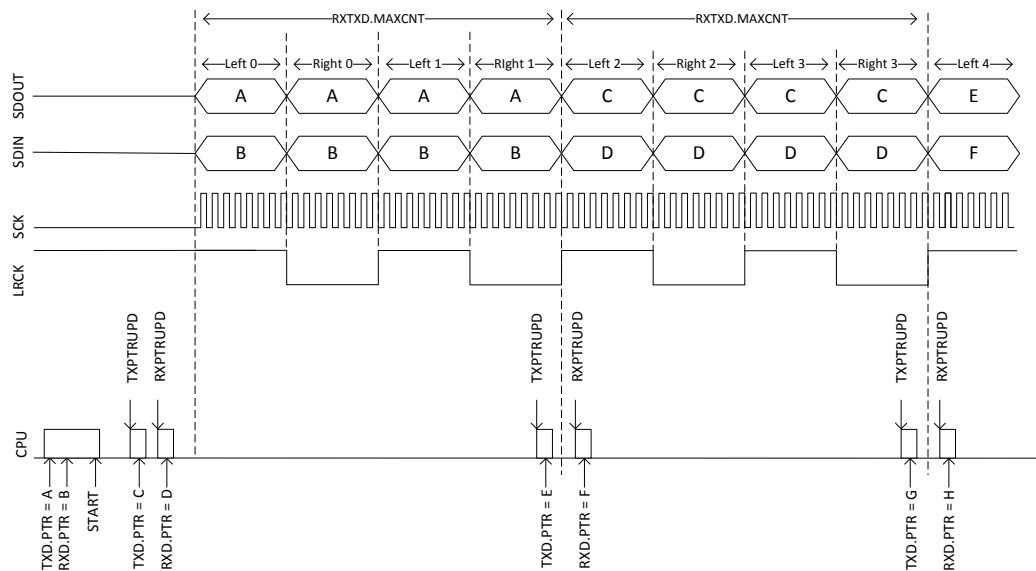 RXTXD.MAXCNT
RXTXD.MAXCNT
Left 0
Right 0
Left 1
RIght 1
Left 2
Right 2
Left 3
Right 3
Left 4
SDOUT
A
A
A
A
C
C
C
C
E
SDIN
B
B
B
B
D
D
D
D
F
SCK
LRCK
TXPTRUPD
RXPTRUPD
TXPTRUPD
RXPTRUPD
TXPTRUPD
RXPTRUPD
CPU
TXD.PTR = A
RXD.PTR = B
START
TXD.PTR = C
RXD.PTR = D
TXD.PTR = E
RXD.PTR = F
TXD.PTR = G
RXD.PTR = H